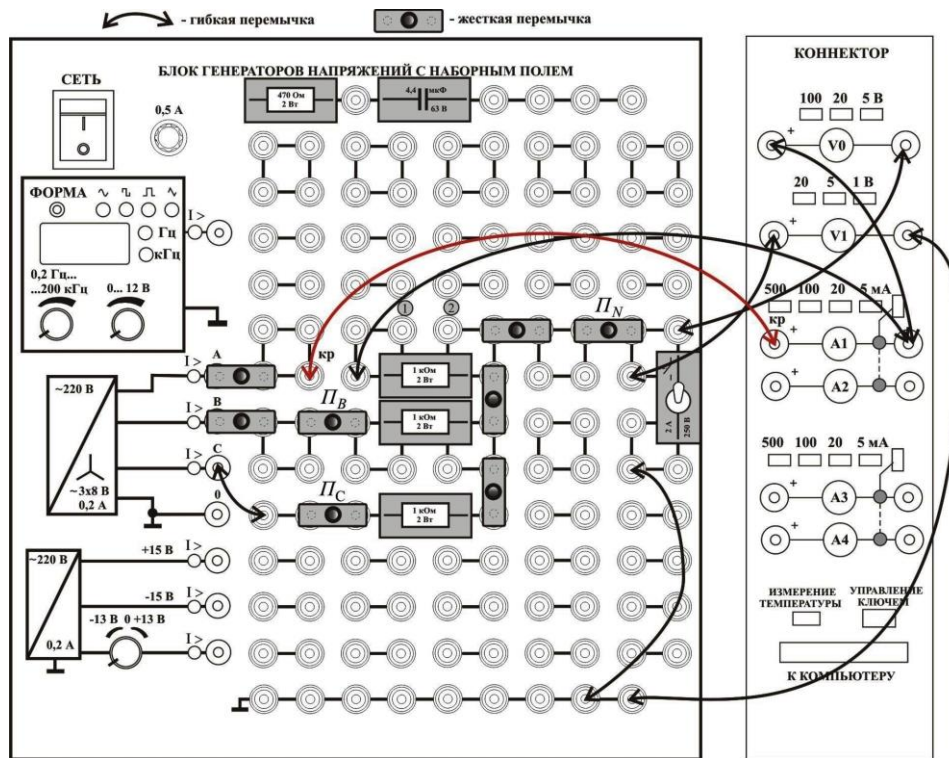 - гибкая перемычка
- жесткая перемычка
БЛОК ГЕНЕРАТОРОВ НАПРЯЖЕНИЙ С НАБОРНЫМ ПОЛЕМ
СЕТЬ
0,5 А
470 Ом
2 Вт
4,4 мкФ
63 В
ФОРМА
I >
Гц
кГц
0,2 Гц...
...200 кГц
0... 12 В
1
2
П_N
кр
~220 В
I >
A
1 кОм
2 Вт
I >
B
П_B
1 кОм
2 Вт
2 А
250 В
I >
C
~3x8 В
0,2 А
0
П_C
1 кОм
2 Вт
~220 В
+15 В
I >
-15 В
I >
-13 В 0 +13 В
I >
0,2 А
КОННЕКТОР
100 20 5 В
+
V0
20 5 1 В
+
V1
500 100 20 5 мА
кр
+
A1
+
A2
500 100 20 5 мА
+
A3
+
A4
ИЗМЕРЕНИЕ
ТЕМПЕРАТУРЫ
УПРАВЛЕНИЕ
КЛЮЧЕМ
К КОМПЬЮТЕРУ